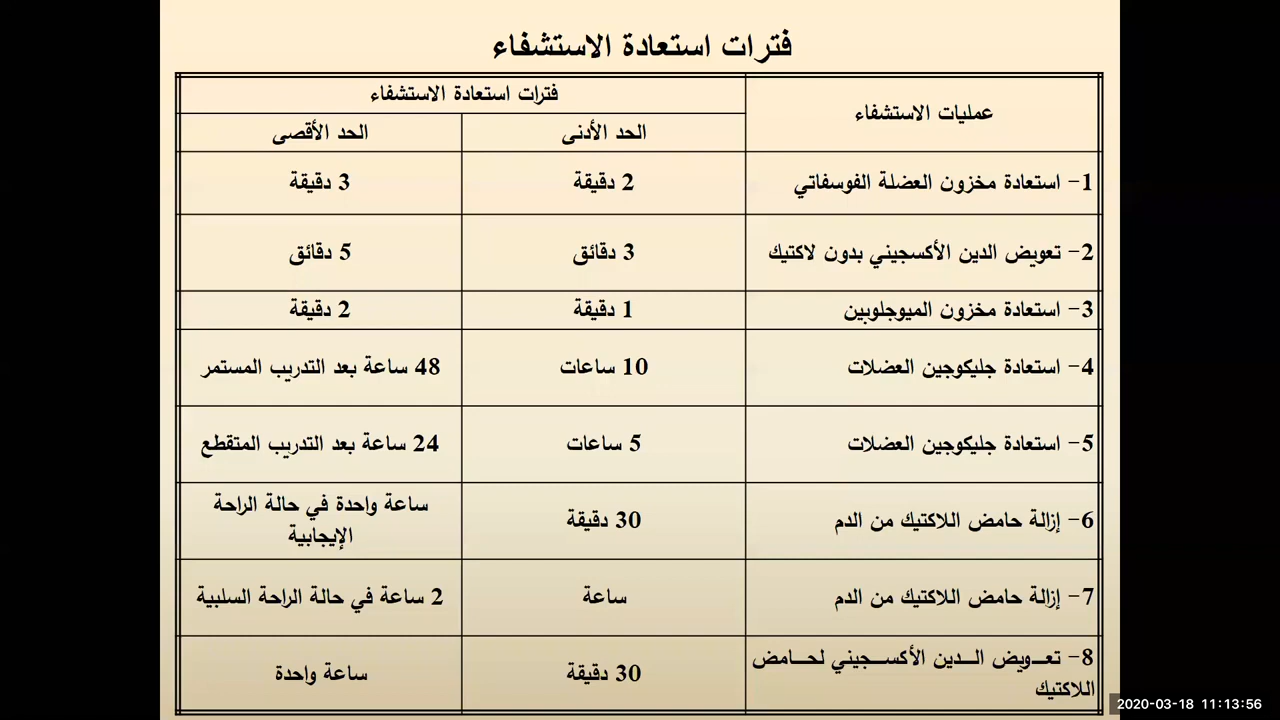 فترات استعادة الاستشفاء
عمليات الاستشفاء
فترات استعادة الاستشفاء
الحد الأدنى
الحد الأقصى
1- استعادة مخزون العضلة الفوسفاتي
2 دقيقة
3 دقيقة
2- تعويض الدين الأكسجيني بدون لاكتيك
3 دقائق
5 دقائق
3- استعادة مخزون الميوجلوبين
1 دقيقة
2 دقيقة
4- استعادة جليكوجين العضلات
10 ساعات
48 ساعة بعد التدريب المستمر
5- استعادة جليكوجين العضلات
5 ساعات
24 ساعة بعد التدريب المتقطع
6- إزالة حامض اللاكتيك من الدم
30 دقيقة
ساعة واحدة في حالة الراحة
الإيجابية
7- إزالة حامض اللاكتيك من الدم
ساعة
2 ساعة في حالة الراحة السلبية
8- تعـويض الـدين الأكسـجيني لحـامض
اللاكتيك
30 دقيقة
ساعة واحدة
2020-03-18 11:13:56